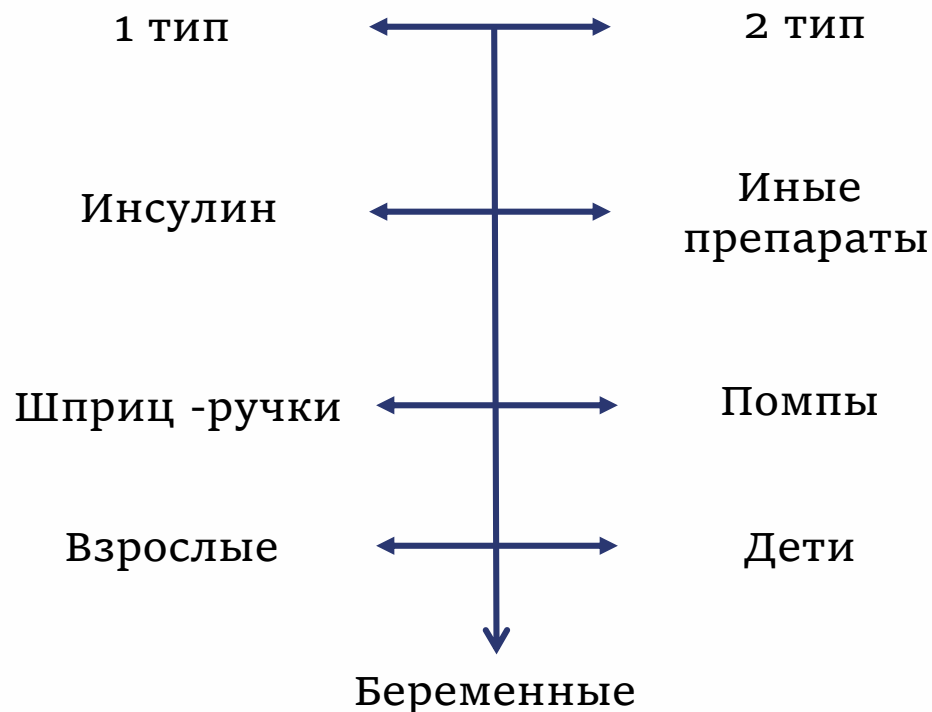 1 тип
2 тип
Инсулин
Иные
препараты
Шприц -ручки
Помпы
Взрослые
Дети
Беременные